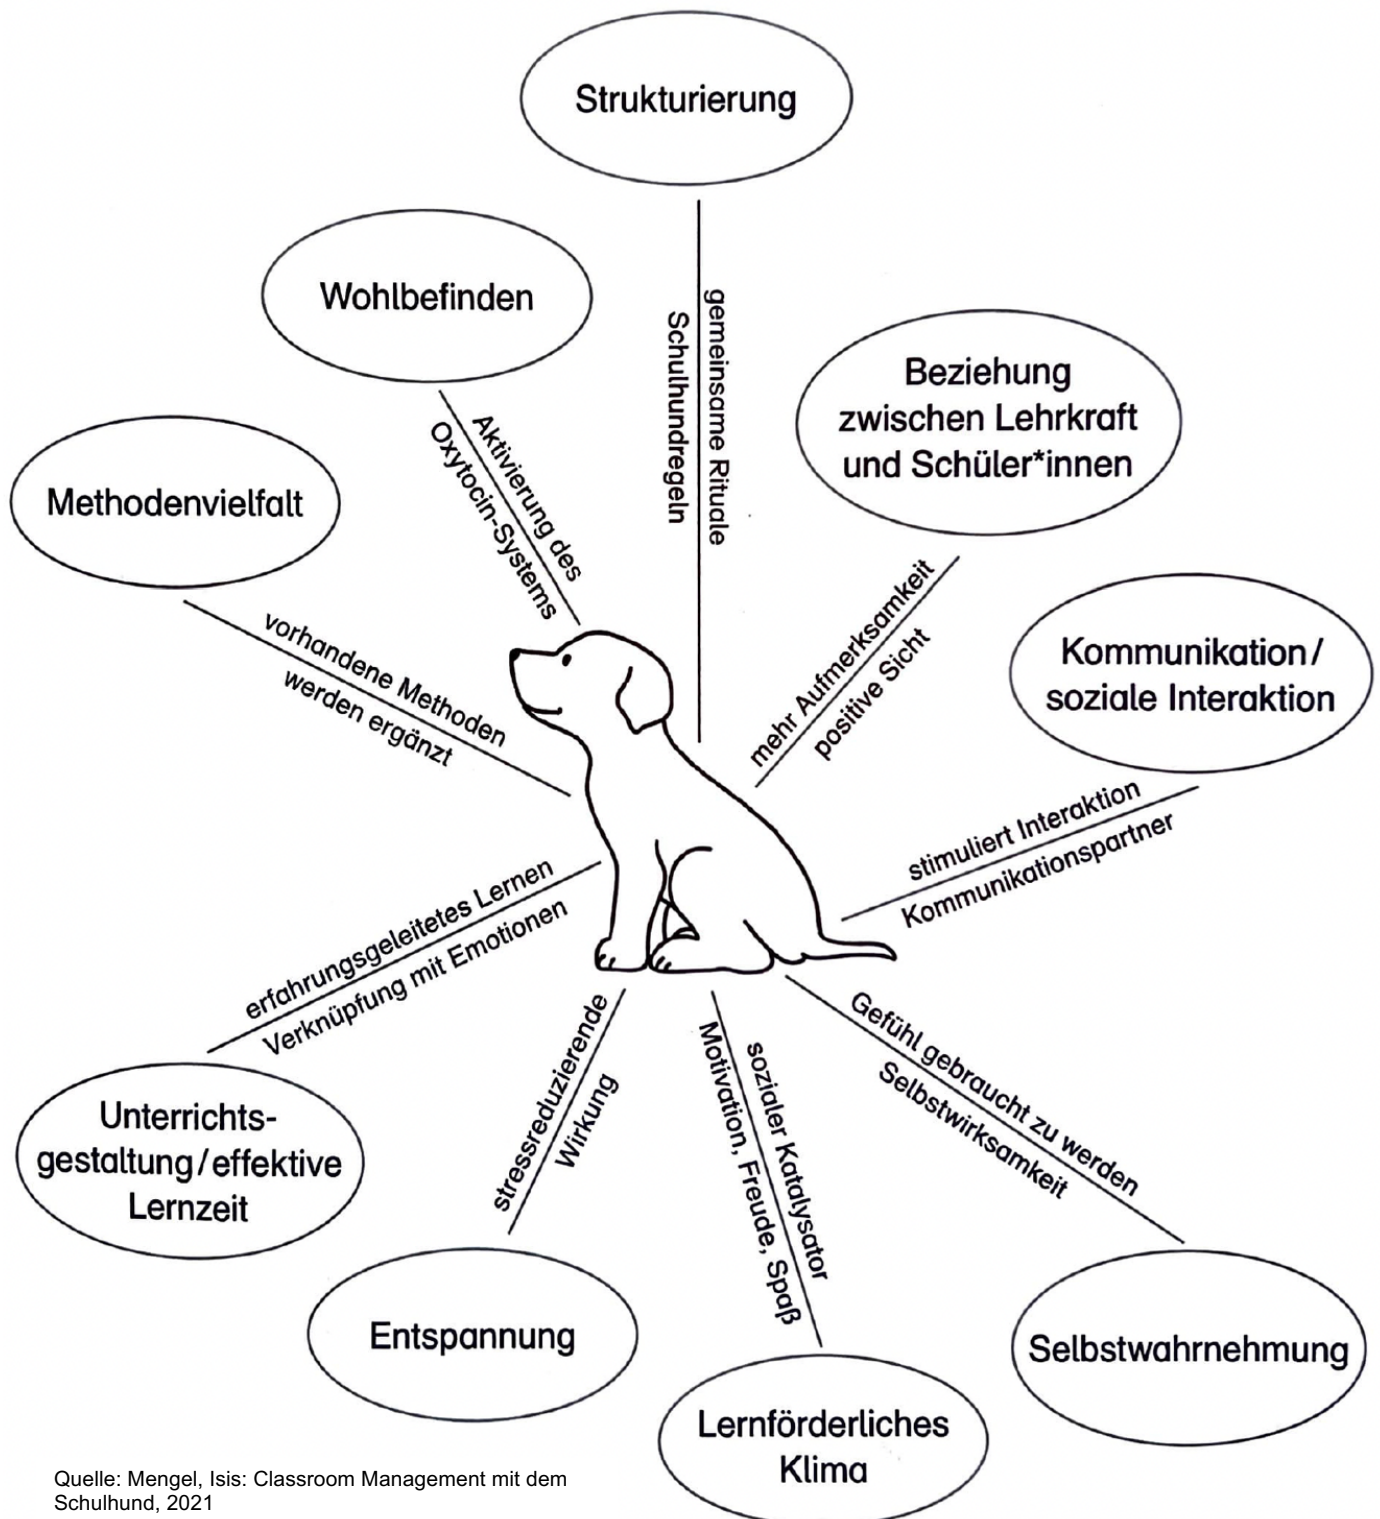 Strukturierung
gemeinsame Rituale
Schulhundregeln
Wohlbefinden
Aktivierung des
Oxytocin-Systems
Beziehung
zwischen Lehrkraft
und Schüler*innen
mehr Aufmerksamkeit
positive Sicht
Methodenvielfalt
vorhandene Methoden
werden ergänzt
Kommunikation/
soziale Interaktion
stimuliert Interaktion
Kommunikationspartner
erfahrungsgeleitetes Lernen
Verknüpfung mit Emotionen
Unterrichts-
gestaltung/effektive
Lernzeit
stressreduzierende
Wirkung
Entspannung
sozialer Katalysator
Motivation, Freude, Spaß
Lernförderliches
Klima
Gefühl gebraucht zu werden
Selbstwirksamkeit
Selbstwahrnehmung
Quelle: Mengel, Isis: Classroom Management mit dem
Schulhund, 2021